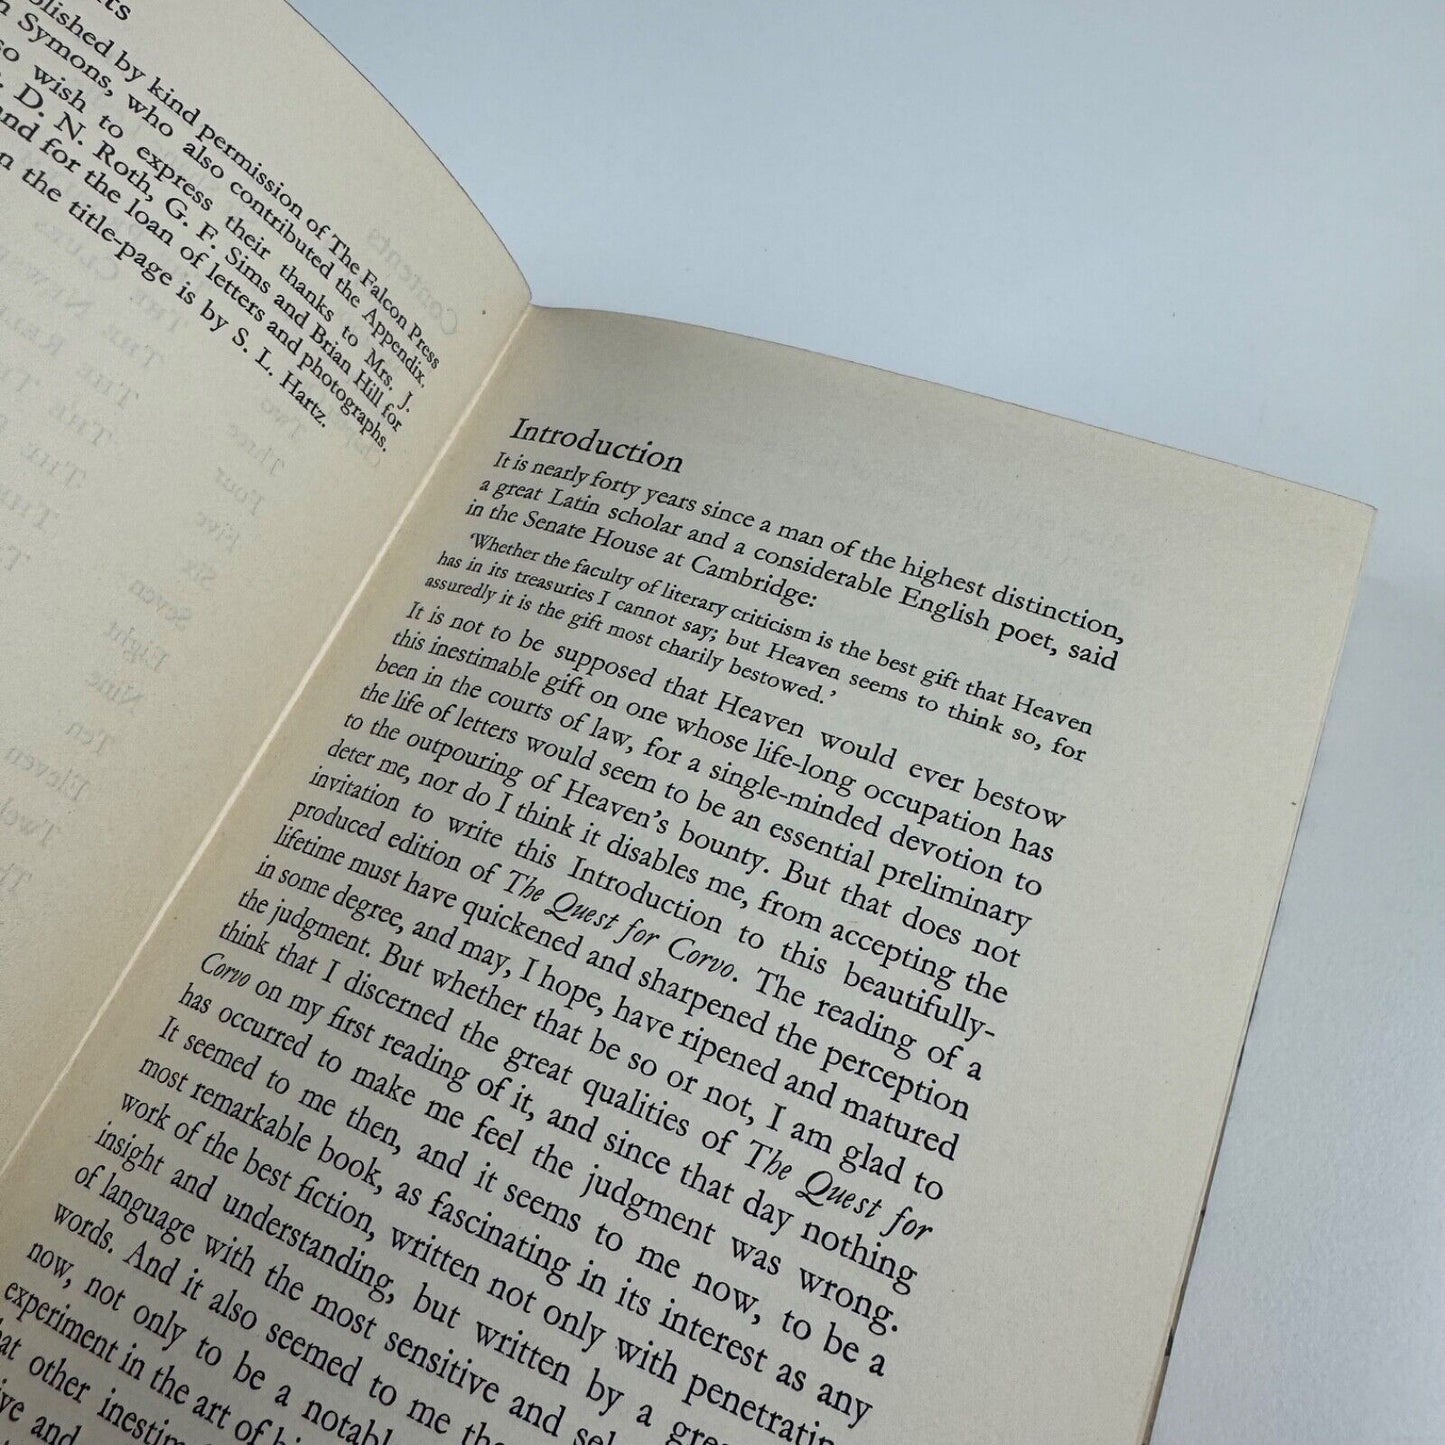 by kind permission of The Falcon Press
Symons, who also contributed the Appendix.
wish to express their thanks to Mrs. J.
D. N. Roth, G. F. Sims and Brian Hill for
and for the loan of letters and photographs.
the title-page is by S. L. Hartz.
Introduction
It is nearly forty years since a man of the highest distinction,
a great Latin scholar and a considerable English poet, said
in the Senate House at Cambridge:
‘Whether the faculty of literary criticism is the best gift that Heaven
has in its treasuries I cannot say; but Heaven seems to think so, for
assuredly it is the gift most charily bestowed.’
It is not to be supposed that Heaven would ever bestow
this inestimable gift on one whose life-long occupation has
been in the courts of law, for a single-minded devotion to
the life of letters would seem to be an essential preliminary
to the outpouring of Heaven’s bounty. But that does not
deter me, nor do I think it disables me, from accepting the
invitation to write this Introduction to this beautifully-
produced edition of The Quest for Corvo. The reading of a
lifetime must have quickened and sharpened the perception
in some degree, and may, I hope, have ripened and matured
the judgment. But whether that be so or not, I am glad to
think that I discerned the great qualities of The Quest for
Corvo on my first reading of it, and since that day nothing
has occurred to make me feel the judgment was wrong.
It seemed to me then, and it seems to me now, to be a
most remarkable book, as fascinating in its interest as any
work of the best fiction, written not only with
insight and understanding, but written by a
of language with the most sensitive and
words. And it also seemed to me
now, not only to be a
experiment in the art of
other
and